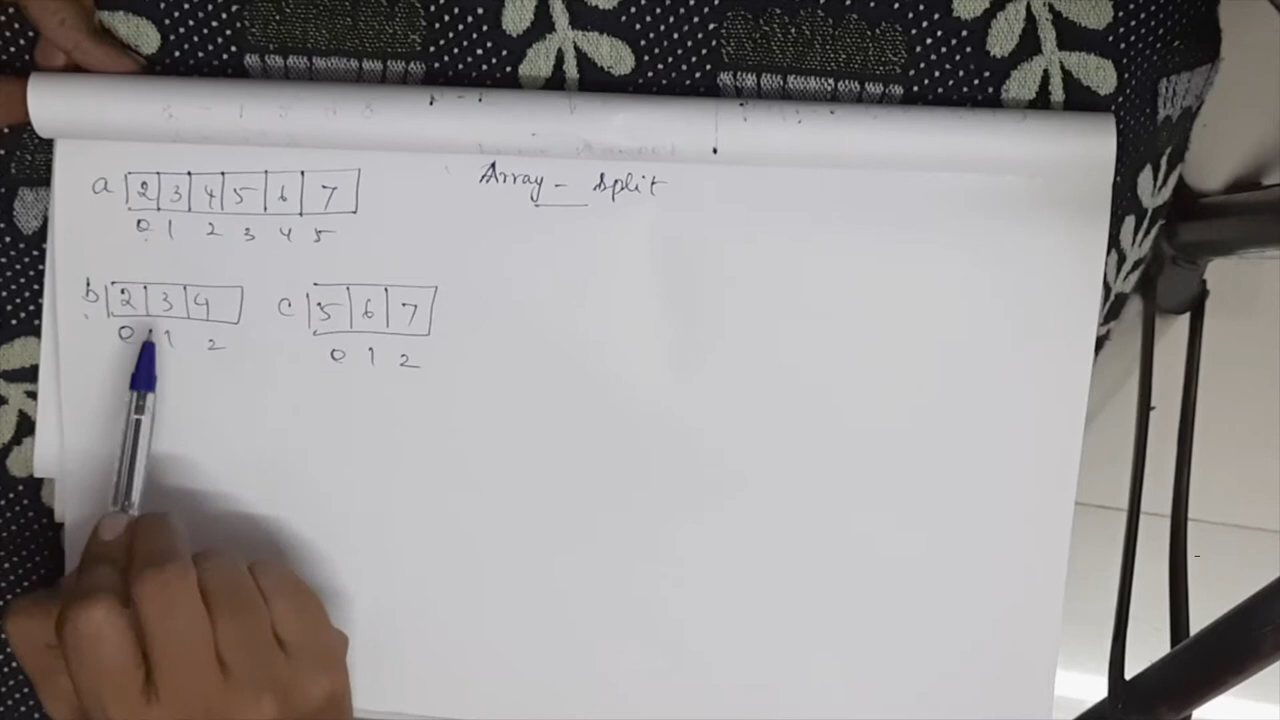 Array - Split
a 2 3 4 5 6 7
0 1 2 3 4 5
b 2 3 4 c 5 6 7
0 1 2 0 1 2